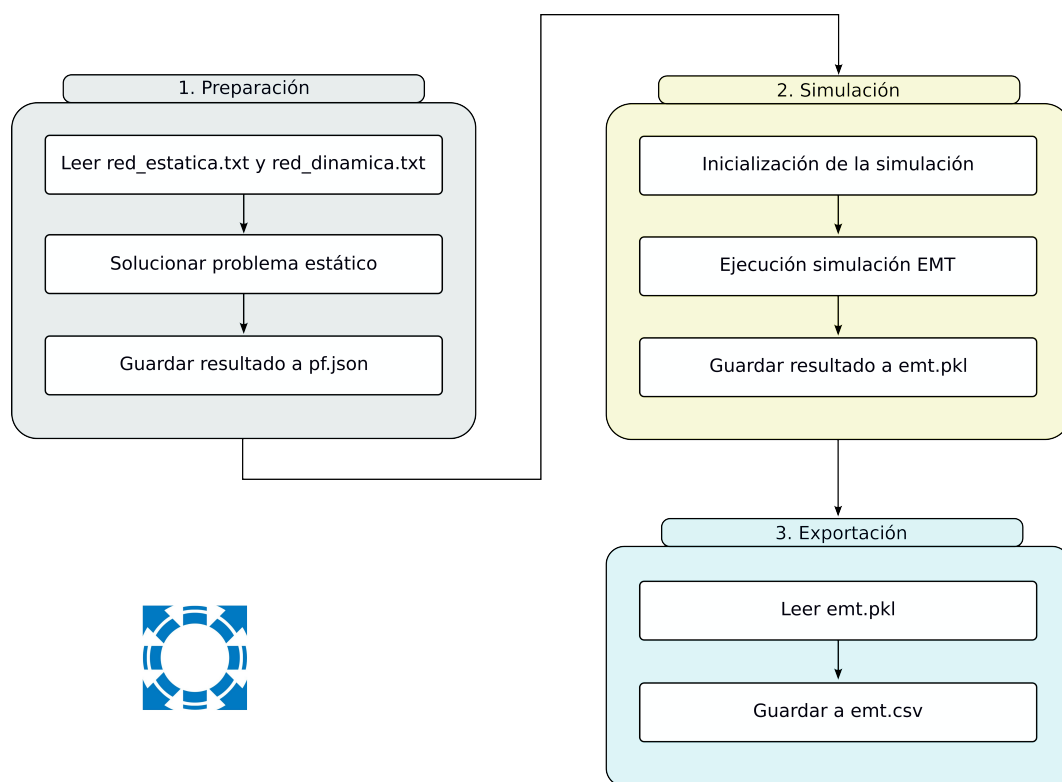 1. Preparación
Leer red_estatica.txt y red_dinamica.txt
Solucionar problema estático
Guardar resultado a pf.json
2. Simulación
Inicialización de la simulación
Ejecución simulación EMT
Guardar resultado a emt.pkl
3. Exportación
Leer emt.pkl
Guardar a emt.csv